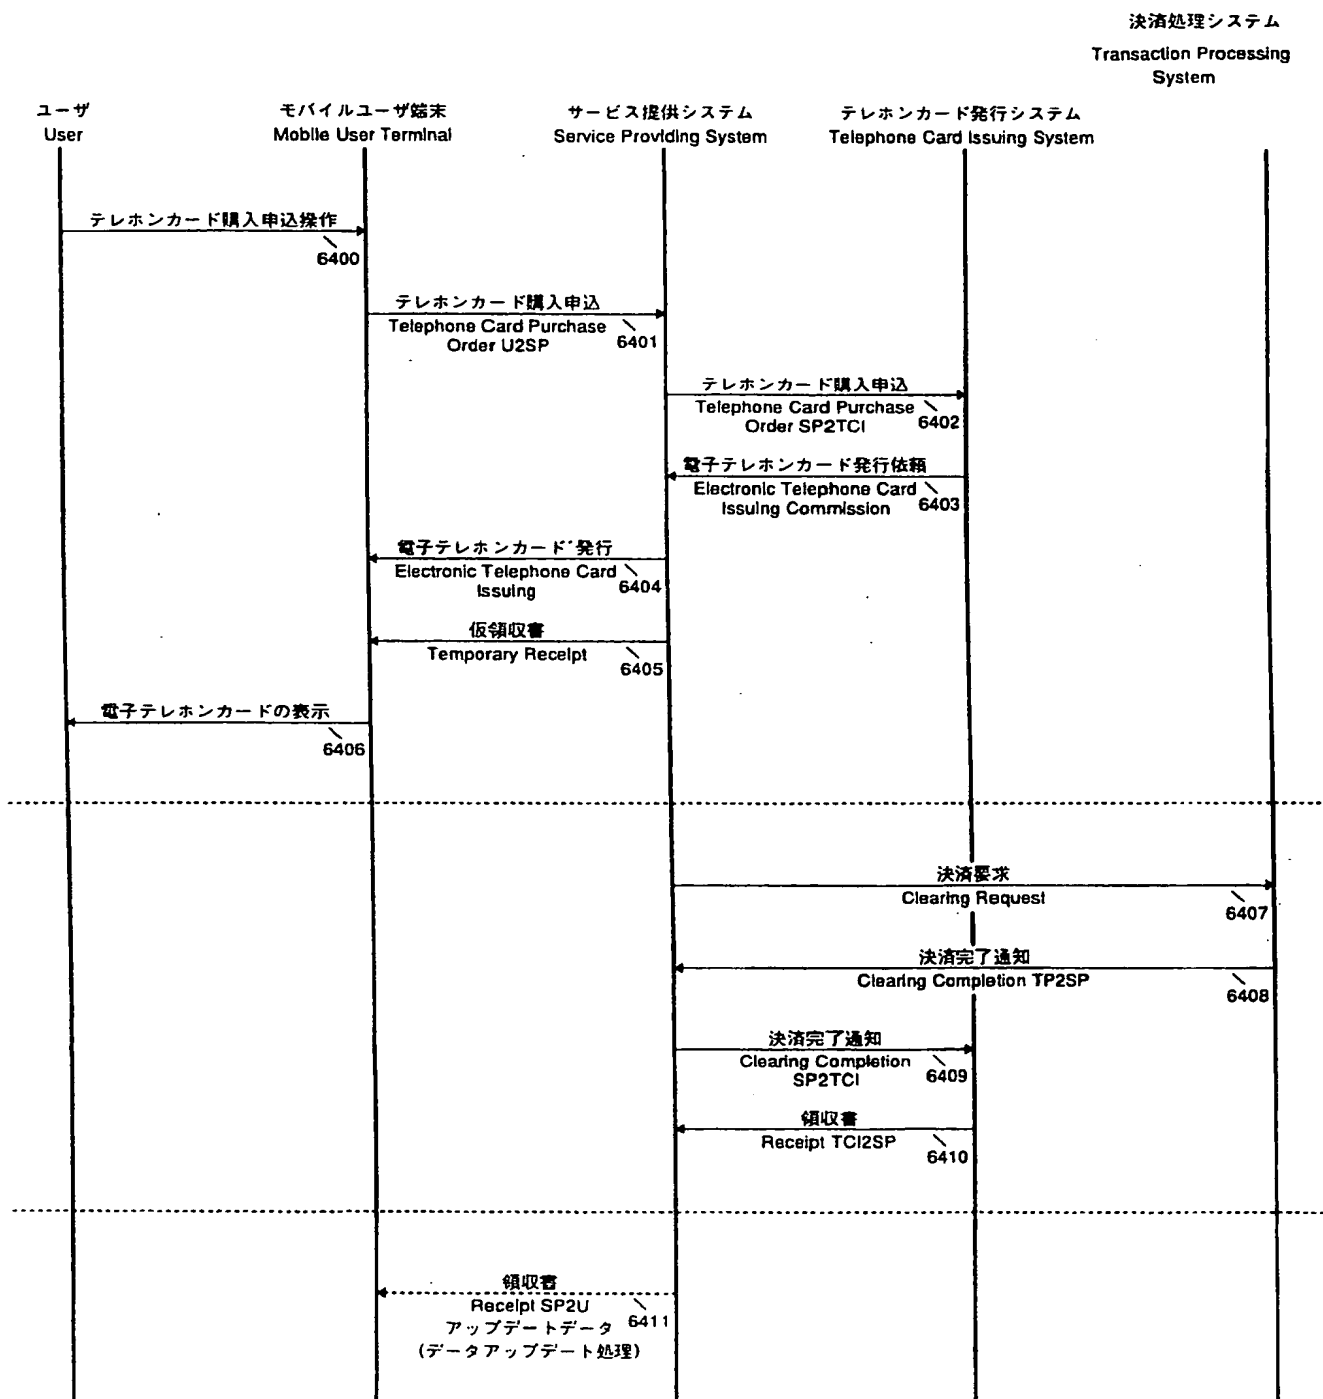 決済処理システム
Transaction Processing
System
ユーザ
User
モバイルユーザ端末
Mobile User Terminal
サービス提供システム
Service Providing System
テレホンカード発行システム
Telephone Card Issuing System
テレホンカード購入申込操作
6400
テレホンカード購入申込
Telephone Card Purchase
Order U2SP
6401
テレホンカード購入申込
Telephone Card Purchase
Order SP2TCI
6402
電子テレホンカード発行依頼
Electronic Telephone Card
Issuing Commission
6403
電子テレホンカード発行
Electronic Telephone Card
Issuing
6404
仮領収書
Temporary Receipt
6405
電子テレホンカードの表示
6406
決済要求
Clearing Request
6407
決済完了通知
Clearing Completion TP2SP
6408
決済完了通知
Clearing Completion
SP2TCI
6409
領収書
Receipt TCI2SP
6410
領収書
Receipt SP2U
6411
アップデートデータ
(データアップデート処理)